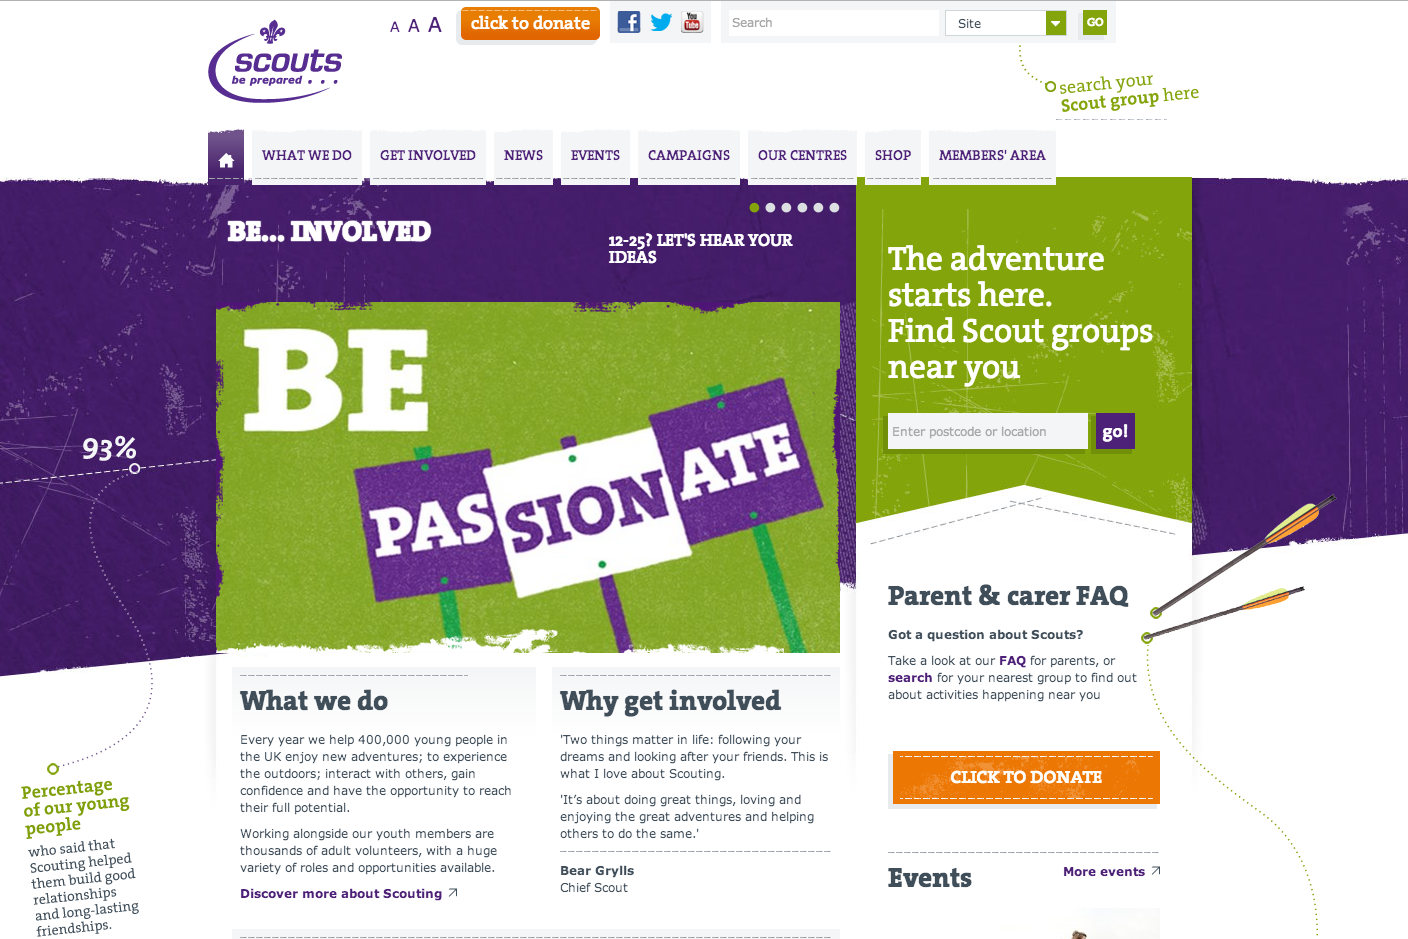 scouts
be prepared . . .
A A A
click to donate
You
Tube
Search
Site
GO
search your
Scout group here
WHAT WE DO
GET INVOLVED
NEWS
EVENTS
CAMPAIGNS
OUR CENTRES
SHOP
MEMBERS' AREA
BE... INVOLVED
12-25? LET'S HEAR YOUR
IDEAS
BE
PASSIONATE
The adventure
starts here.
Find Scout groups
near you
Enter postcode or location
go!
93%
Percentage
of our young
people
who said that
Scouting helped
them build good
relationships
and long-lasting
friendships.
What we do
Every year we help 400,000 young people in
the UK enjoy new adventures; to experience
the outdoors; interact with others, gain
confidence and have the opportunity to reach
their full potential.
Working alongside our youth members are
thousands of adult volunteers, with a huge
variety of roles and opportunities available.
Discover more about Scouting
Why get involved
'Two things matter in life: following your
dreams and looking after your friends. This is
what I love about Scouting.
'It's about doing great things, loving and
enjoying the great adventures and helping
others to do the same.'
Bear Grylls
Chief Scout
Parent & carer FAQ
Got a question about Scouts?
Take a look at our FAQ for parents, or
search for your nearest group to find out
about activities happening near you
CLICK TO DONATE
Events
More events